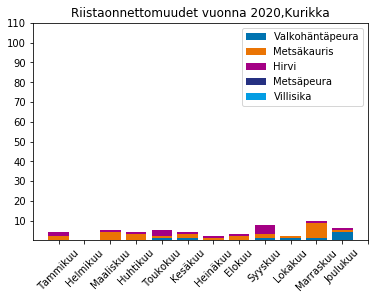 Riistaonnettomuudet vuonna 2020,Kurikka
110
100
90
80
70
60
50
40
30
20
10
Valkohäntäpeura
Metsäkauris
Hirvi
Metsäpeura
Villisika
Tammikuu
Helmikuu
Maaliskuu
Huhtikuu
Toukokuu
Kesäkuu
Heinäkuu
Elokuu
Syyskuu
Lokakuu
Marraskuu
Joulukuu